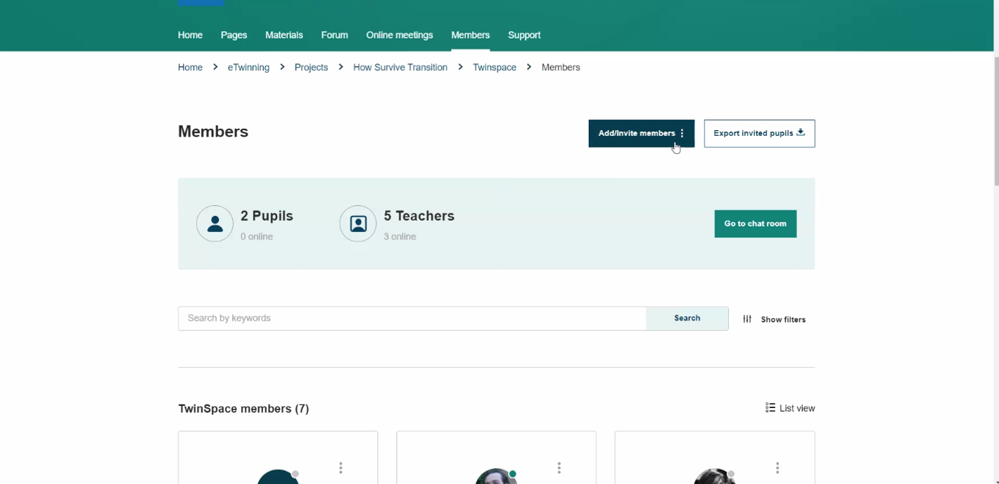 Home Pages Materials Forum Online meetings Members Support
Home > eTwinning > Projects > How Survive Transition > Twinspace > Members
Members
Add/Invite members
Export invited pupils
2 Pupils
0 online
5 Teachers
3 online
Go to chat room
Search by keywords
Search
Show filters
TwinSpace members (7)
List view